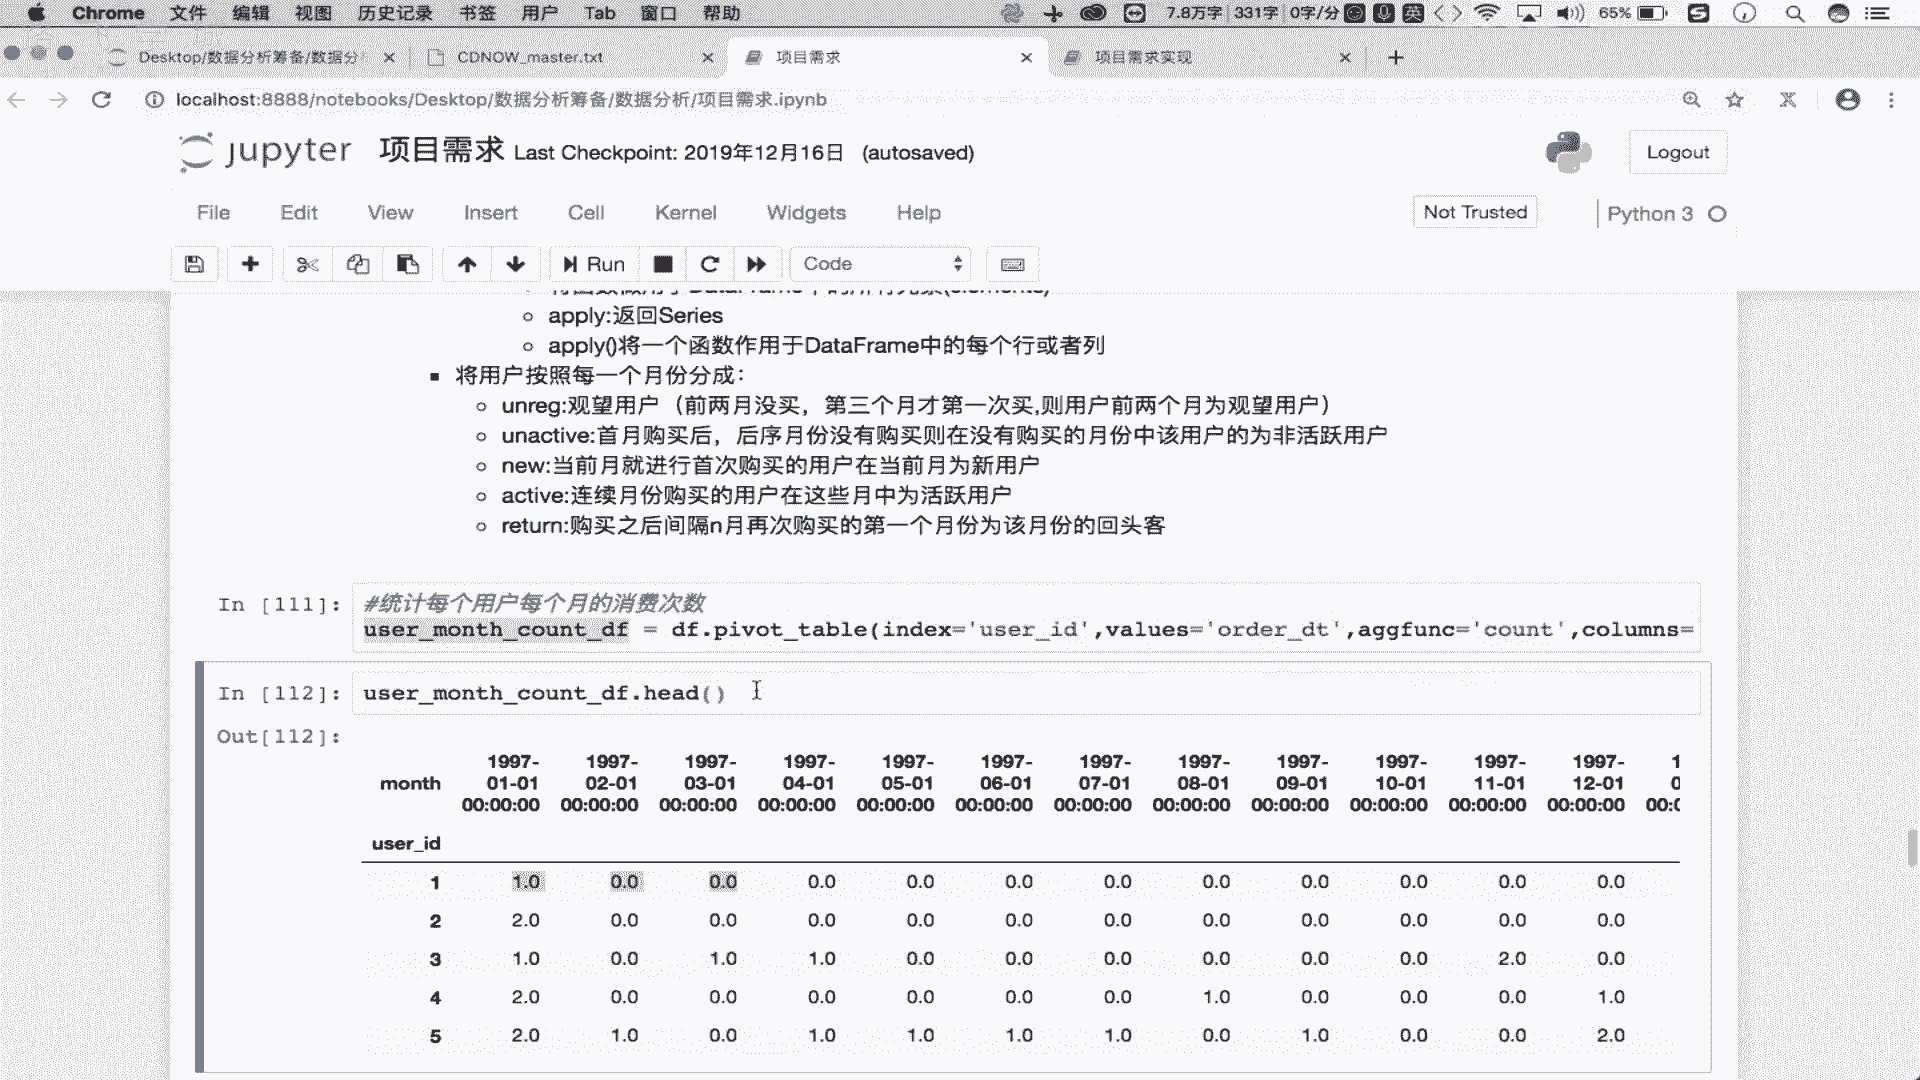 Chrome 文件 编辑 视图 历史记录 书签 用户 Tab 窗口 帮助 7.8万字 331字 0字/分 英 65%
Desktop/数据分析筹备/数据分 CDNOW_master.txt 项目需求 项目需求实现
localhost:8888/notebooks/Desktop/数据分析筹备/数据分析/项目需求.ipynb
jupyter 项目需求 Last Checkpoint: 2019年12月16日 (autosaved) Logout
File Edit View Insert Cell Kernel Widgets Help Not Trusted Python 3
Run Code
apply:返回Series
apply()将一个函数作用于DataFrame中的每个行或者列
将用户按照每一个月份分成:
unreg:观望用户（前两月没买，第三个月才第一次买,则用户前两个月为观望用户）
unactive:首月购买后，后序月份没有购买则在没有购买的月份中该用户的为非活跃用户
new:当前月就进行首次购买的用户在当前月为新用户
active:连续月份购买的用户在这些月中为活跃用户
return:购买之后间隔n月再次购买的第一个月份为该月份的回头客
In [111]: #统计每个用户每个月的消费次数
user_month_count_df = df.pivot_table(index='user_id',values='order_dt',aggfunc='count',columns=
In [112]: user_month_count_df.head()
Out[112]:
1997- 1997- 1997- 1997- 1997- 1997- 1997- 1997- 1997- 1997- 1997- 1997- 1
month 01-01 02-01 03-01 04-01 05-01 06-01 07-01 08-01 09-01 10-01 11-01 12-01 0
00:00:00 00:00:00 00:00:00 00:00:00 00:00:00 00:00:00 00:00:00 00:00:00 00:00:00 00:00:00 00:00:00 00:00:00 00:0
user_id
1 1.0 0.0 0.0 0.0 0.0 0.0 0.0 0.0 0.0 0.0 0.0 0.0
2 2.0 0.0 0.0 0.0 0.0 0.0 0.0 0.0 0.0 0.0 0.0 0.0
3 1.0 0.0 1.0 1.0 0.0 0.0 0.0 0.0 0.0 0.0 2.0 0.0
4 2.0 0.0 0.0 0.0 0.0 0.0 0.0 1.0 0.0 0.0 0.0 1.0
5 2.0 1.0 0.0 1.0 1.0 1.0 1.0 0.0 1.0 0.0 0.0 2.0